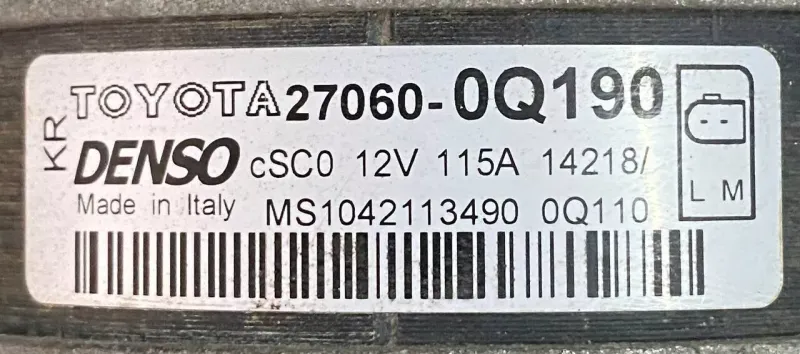 KR
TOYOTA 27060-0Q190
DENSO cSC0 12V 115A 14218/
Made in Italy MS1042113490 0Q110
L M